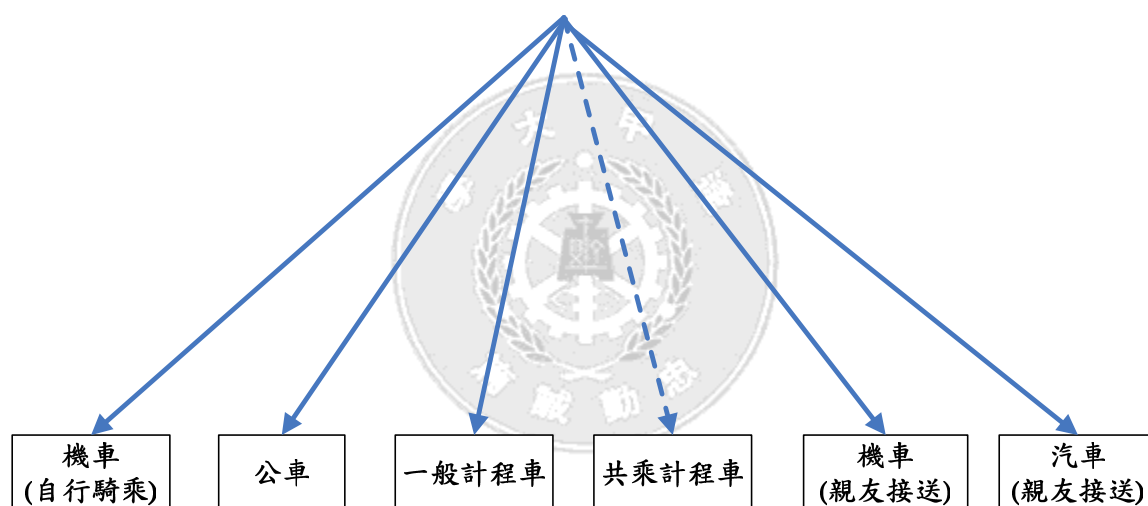 機車
(自行騎乘)
公車
一般計程車
共乘計程車
機車
(親友接送)
汽車
(親友接送)